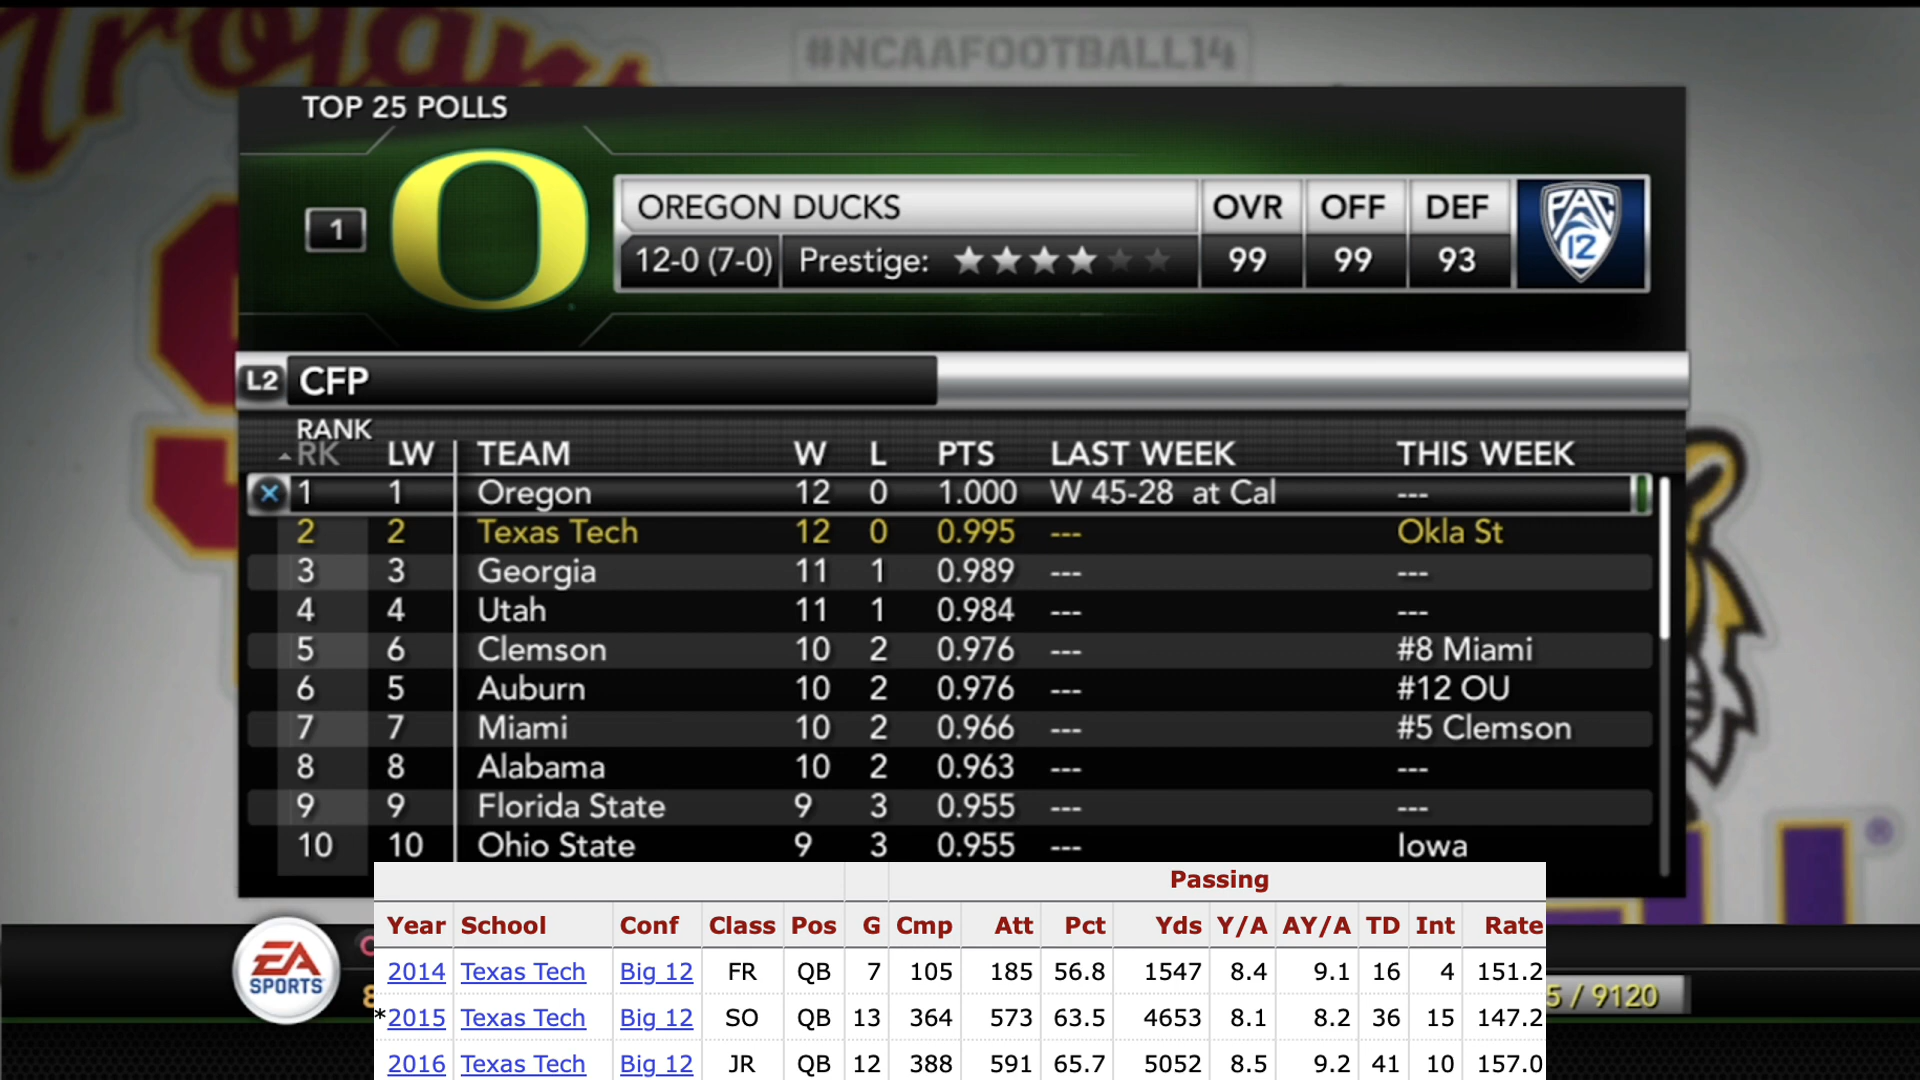 Trojans
#NCAAFOOTBALL14
TOP 25 POLLS
1
OREGON DUCKS OVR OFF DEF
12-0 (7-0) Prestige: 99 99 93
PAC 12
L2 CFP
RANK
RK LW TEAM W L PTS LAST WEEK THIS WEEK
1 1 Oregon 12 0 1.000 W 45-28 at Cal ---
2 2 Texas Tech 12 0 0.995 --- Okla St
3 3 Georgia 11 1 0.989 --- ---
4 4 Utah 11 1 0.984 --- ---
5 6 Clemson 10 2 0.976 --- #8 Miami
6 5 Auburn 10 2 0.976 --- #12 OU
7 7 Miami 10 2 0.966 --- #5 Clemson
8 8 Alabama 10 2 0.963 --- ---
9 9 Florida State 9 3 0.955 --- ---
10 10 Ohio State 9 3 0.955 --- Iowa
Passing
Year School Conf Class Pos G Cmp Att Pct Yds Y/A AY/A TD Int Rate
2014 Texas Tech Big 12 FR QB 7 105 185 56.8 1547 8.4 9.1 16 4 151.2
*2015 Texas Tech Big 12 SO QB 13 364 573 63.5 4653 8.1 8.2 36 15 147.2
2016 Texas Tech Big 12 JR QB 12 388 591 65.7 5052 8.5 9.2 41 10 157.0
EA
SPORTS
5 / 9120